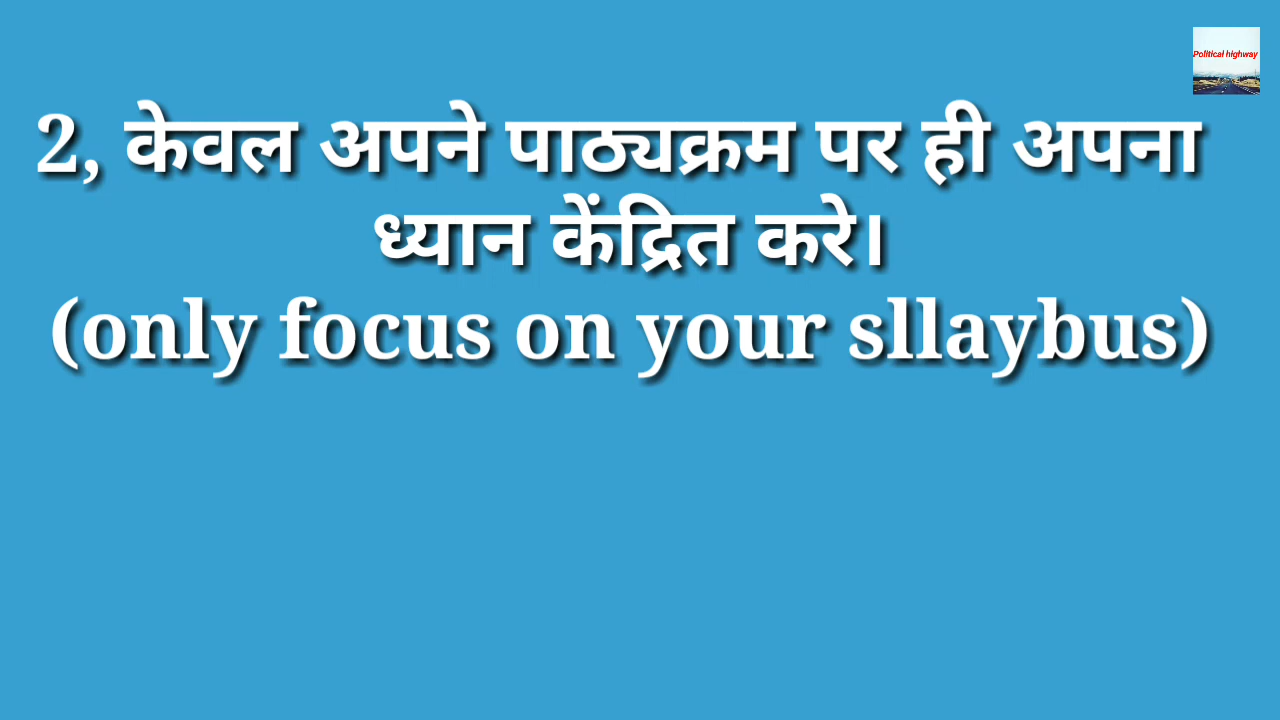 Political highway
2, केवल अपने पाठ्यक्रम पर ही अपना
ध्यान केंद्रित करे।
(only focus on your sllaybus)